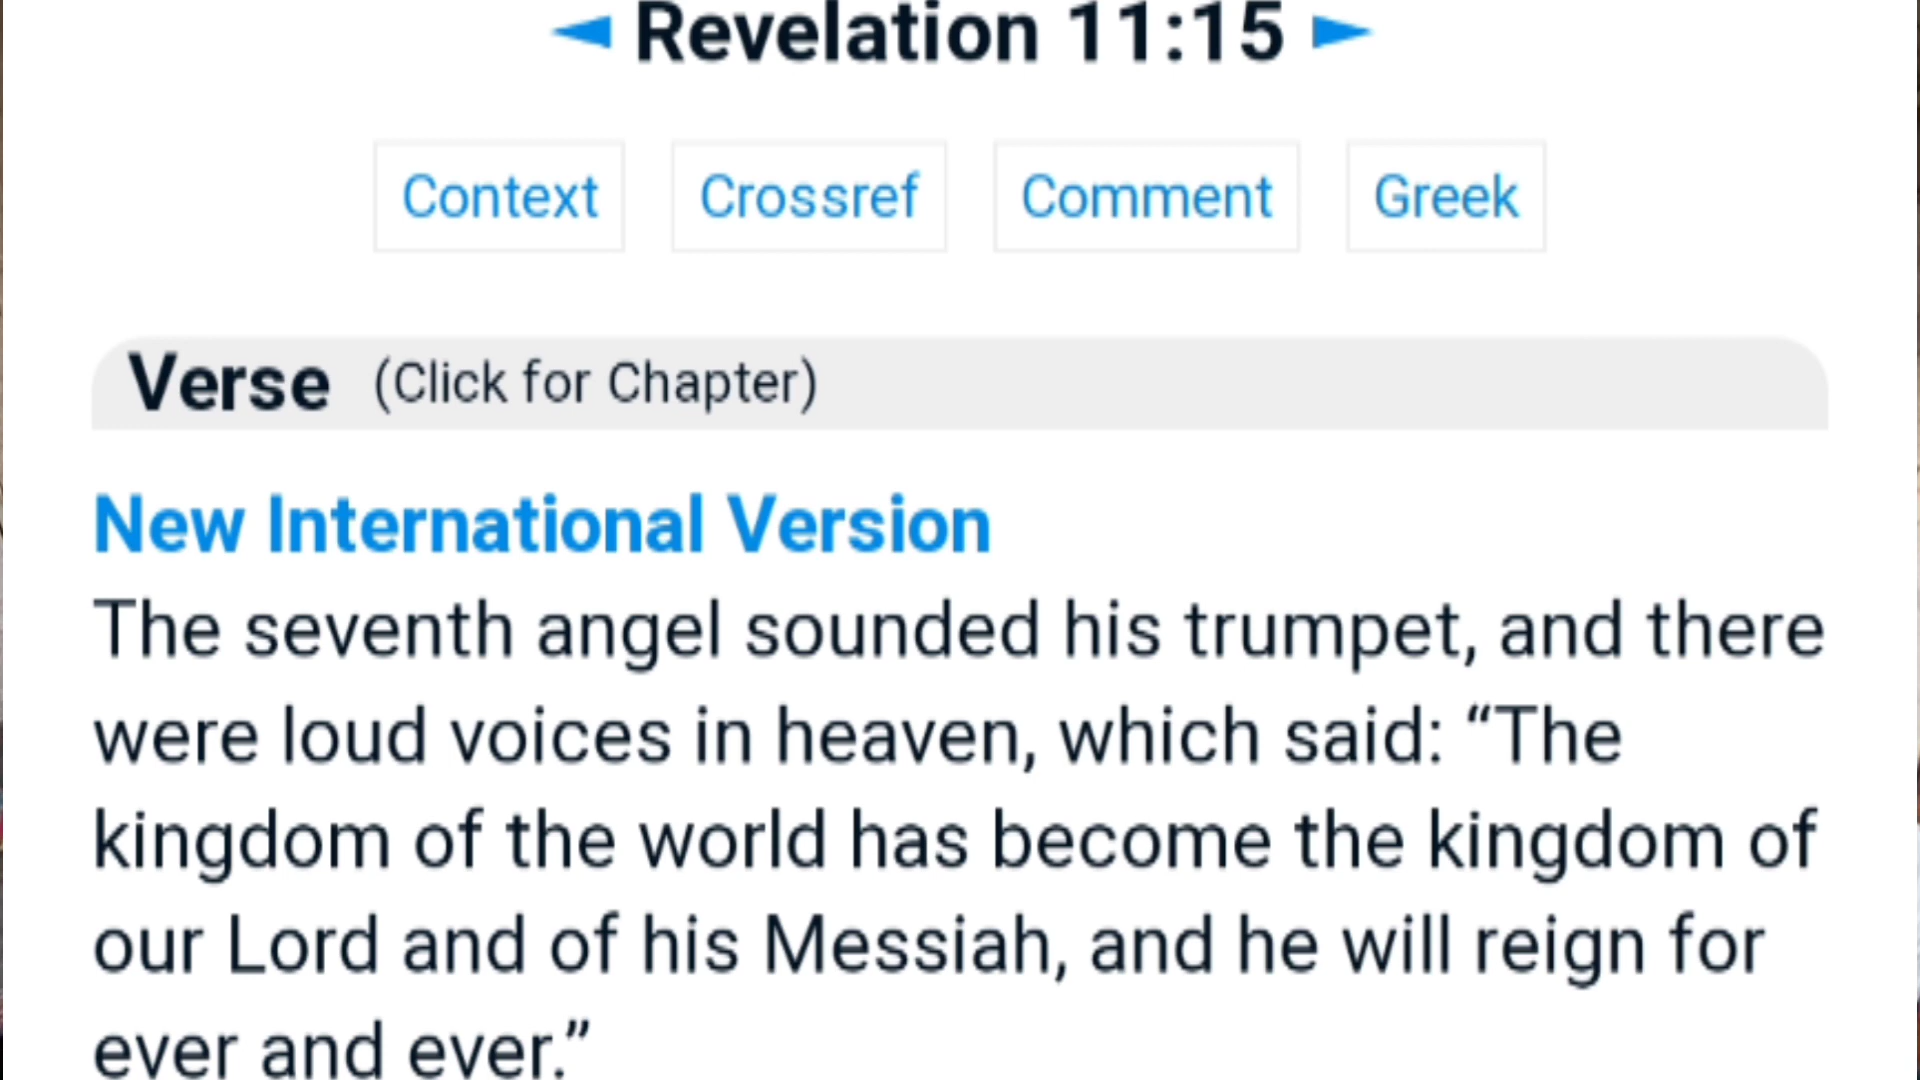 Revelation 11:15
Context Crossref Comment Greek
Verse (Click for Chapter)
New International Version
The seventh angel sounded his trumpet, and there
were loud voices in heaven, which said: “The
kingdom of the world has become the kingdom of
our Lord and of his Messiah, and he will reign for
ever and ever.”